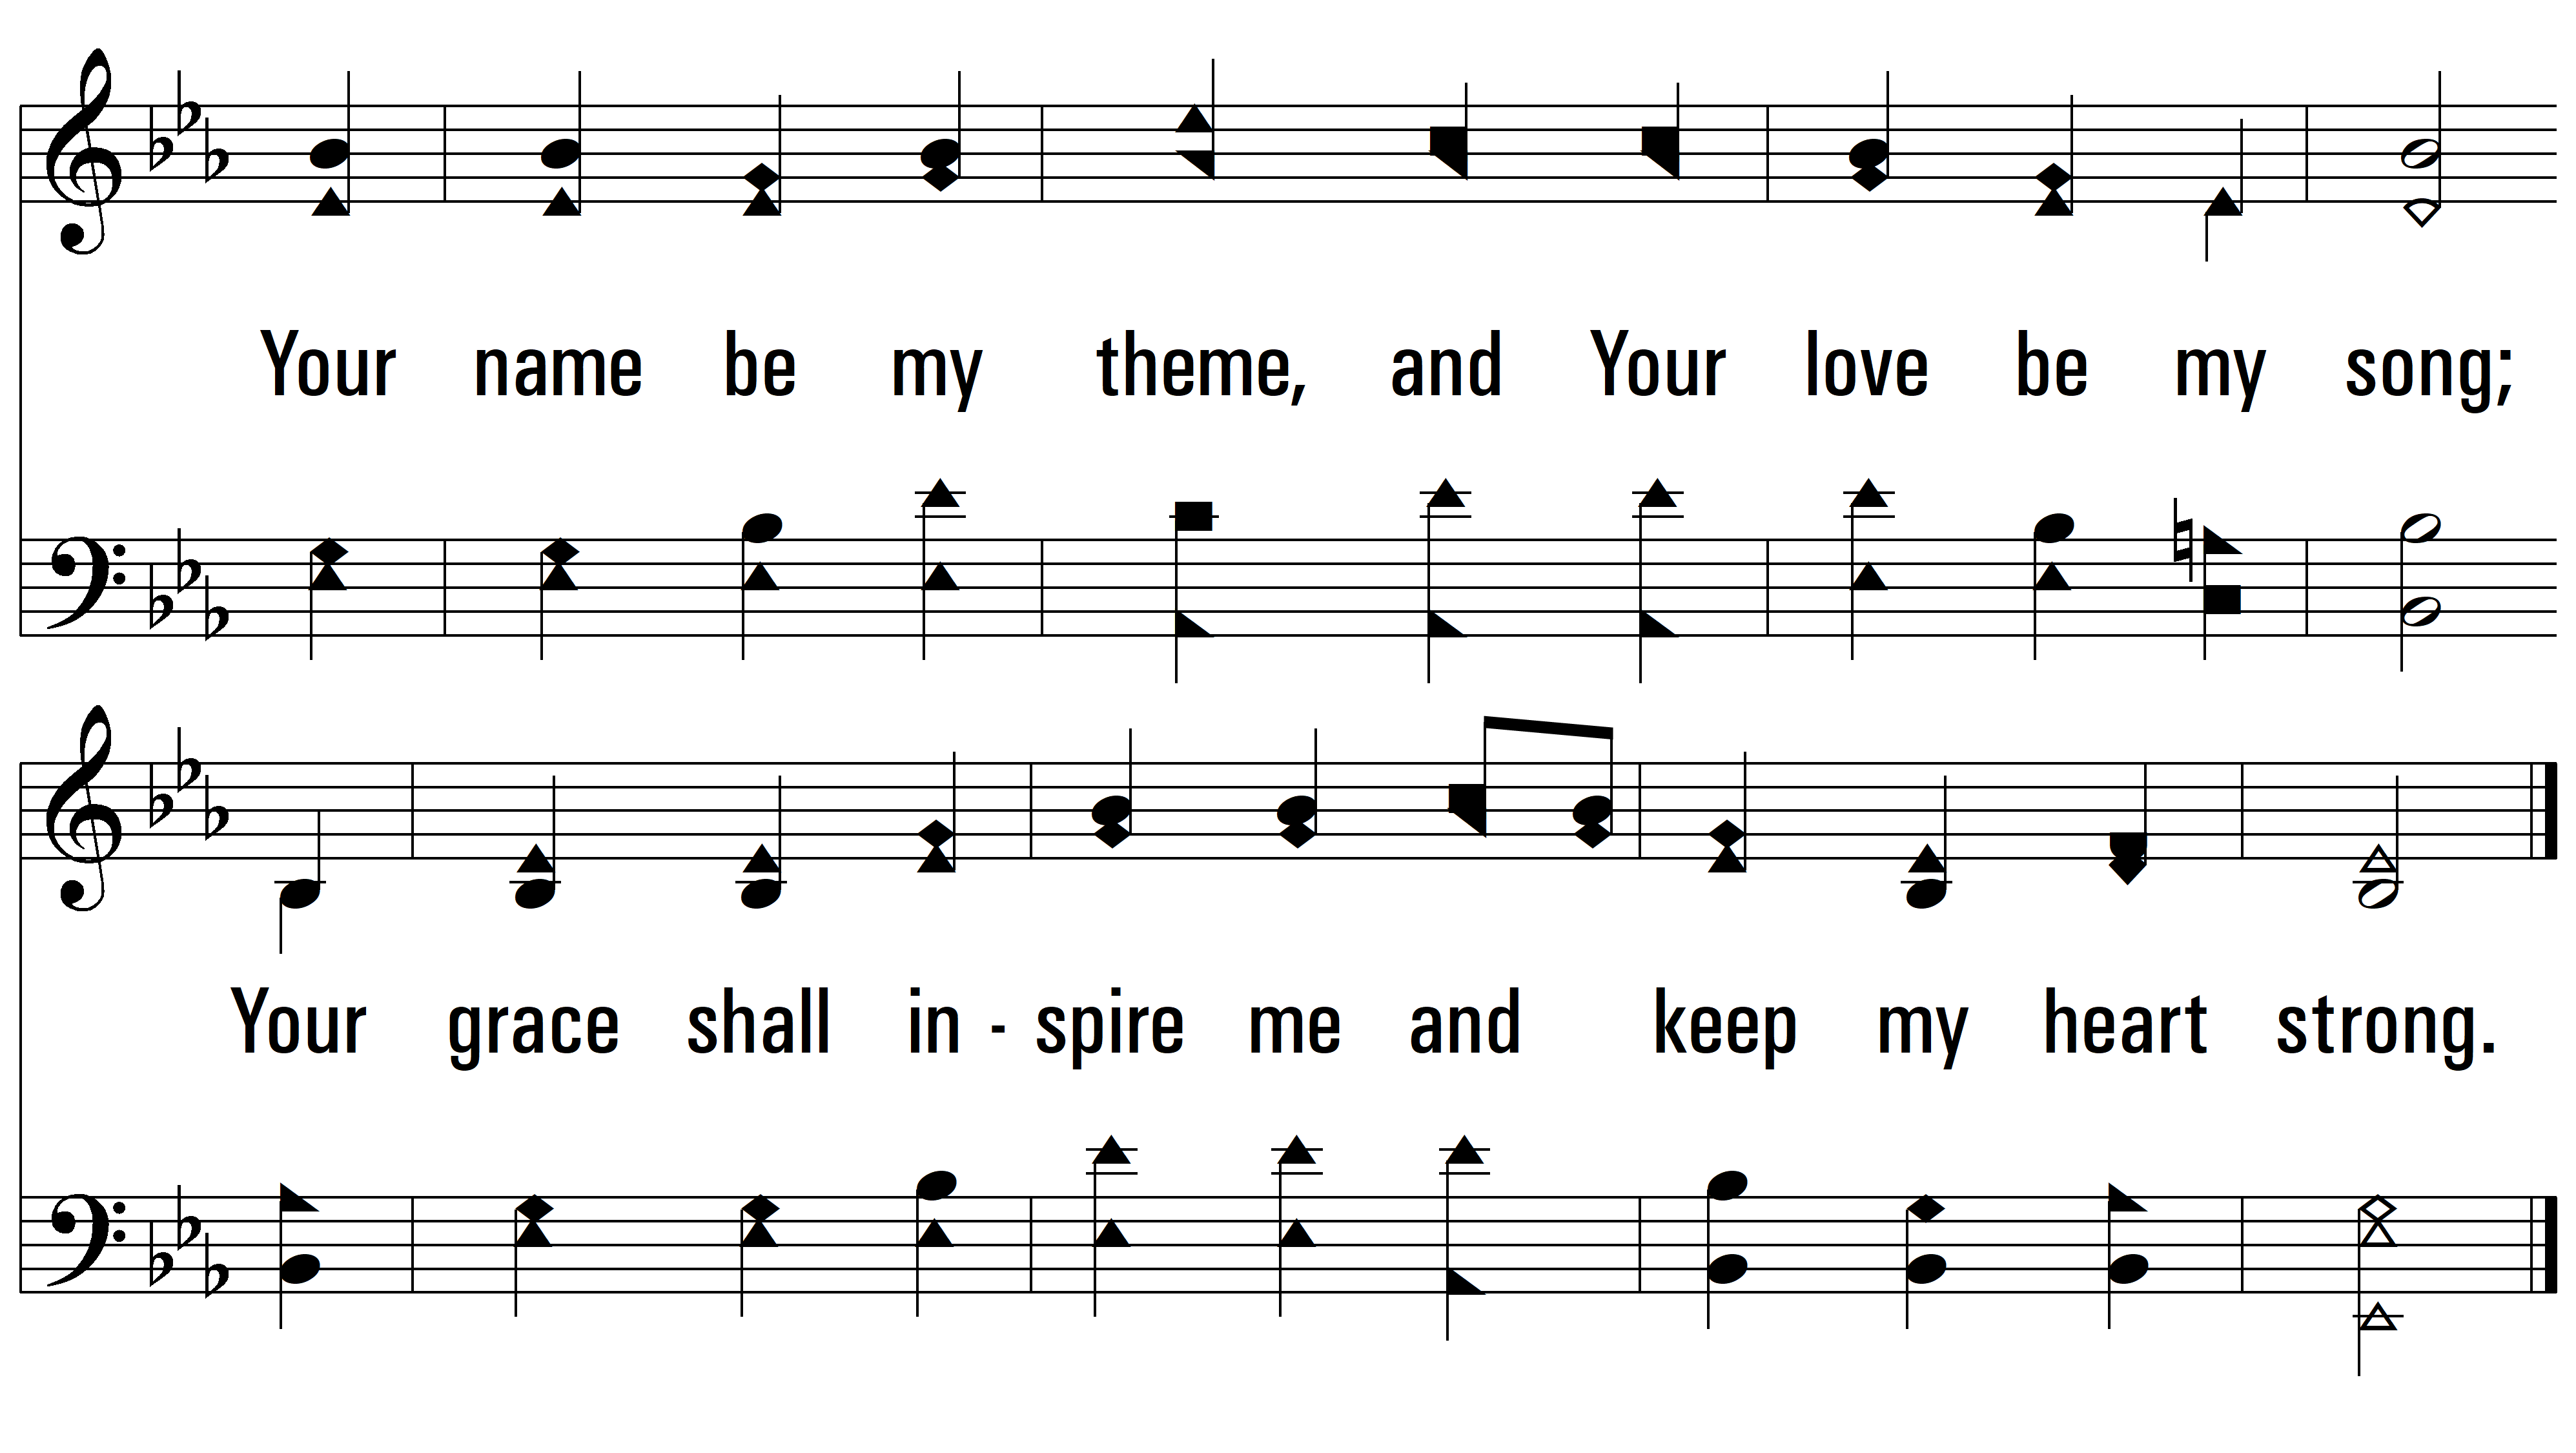 Your name be my theme, and Your love be my song;
Your grace shall in - spire me and keep my heart strong.